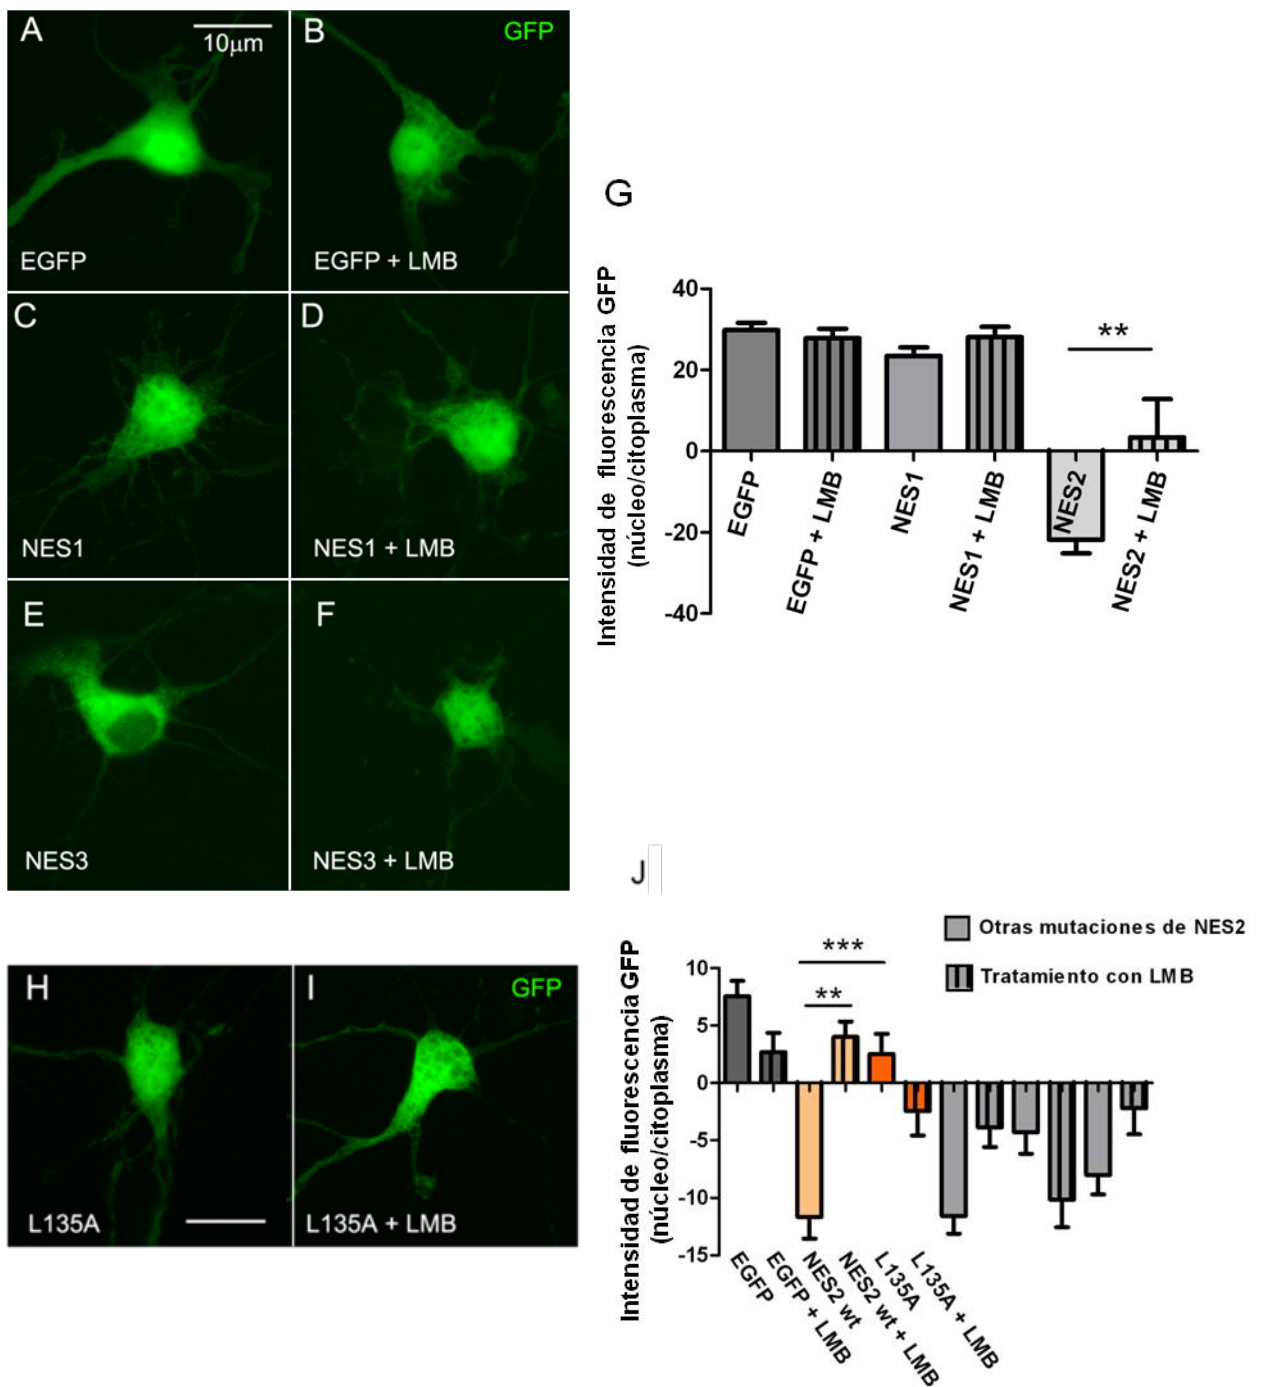 A
10μm
B
GFP
EGFP
EGFP + LMB
C
D
NES1
NES1 + LMB
E
F
NES3
NES3 + LMB
G
Intensidad de fluorescencia GFP
(núcleo/citoplasma)
40
20
0
-20
-40
**
EGFP
EGFP + LMB
NES1
NES1 + LMB
NES2
NES2 + LMB
H
I
GFP
L135A
L135A + LMB
J
Otras mutaciones de NES2
Tratamiento con LMB
Intensidad de fluorescencia GFP
(núcleo/citoplasma)
10
5
0
-5
-10
-15
***
**
EGFP
EGFP + LMB
NES2 wt
NES2 wt + LMB
L135A
L135A + LMB